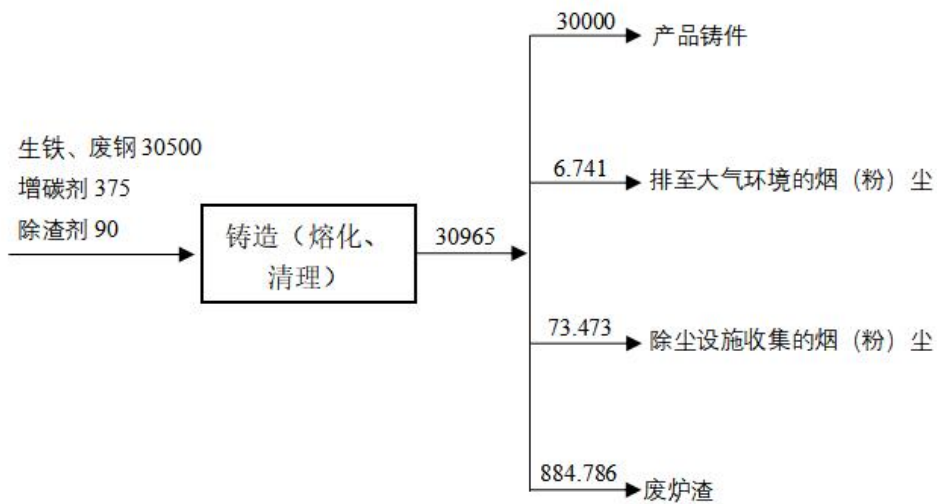 30000
产品铸件
生铁、废钢 30500
增碳剂 375
除渣剂 90
6.741
排至大气环境的烟（粉）尘
铸造（熔化、
清理）
30965
73.473
除尘设施收集的烟（粉）尘
884.786
废炉渣